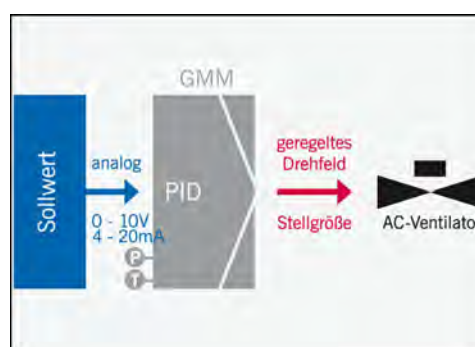 GMM
Sollwert
analog
0 - 10V
4 - 20mA
PID
P
T
geregeltes
Drehfeld
Stellgröße
AC-Ventilato